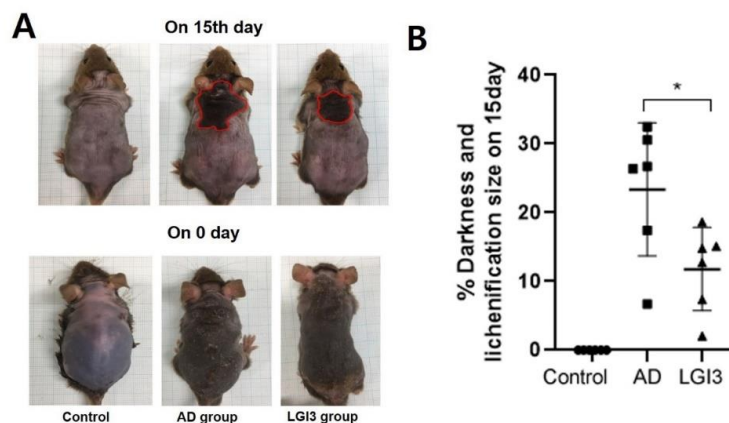 A
On 15th day
On 0 day
Control
AD group
LGI3 group
B
% Darkness and
lichenification size on 15day
40
30
20
10
0
*
Control
AD
LGI3